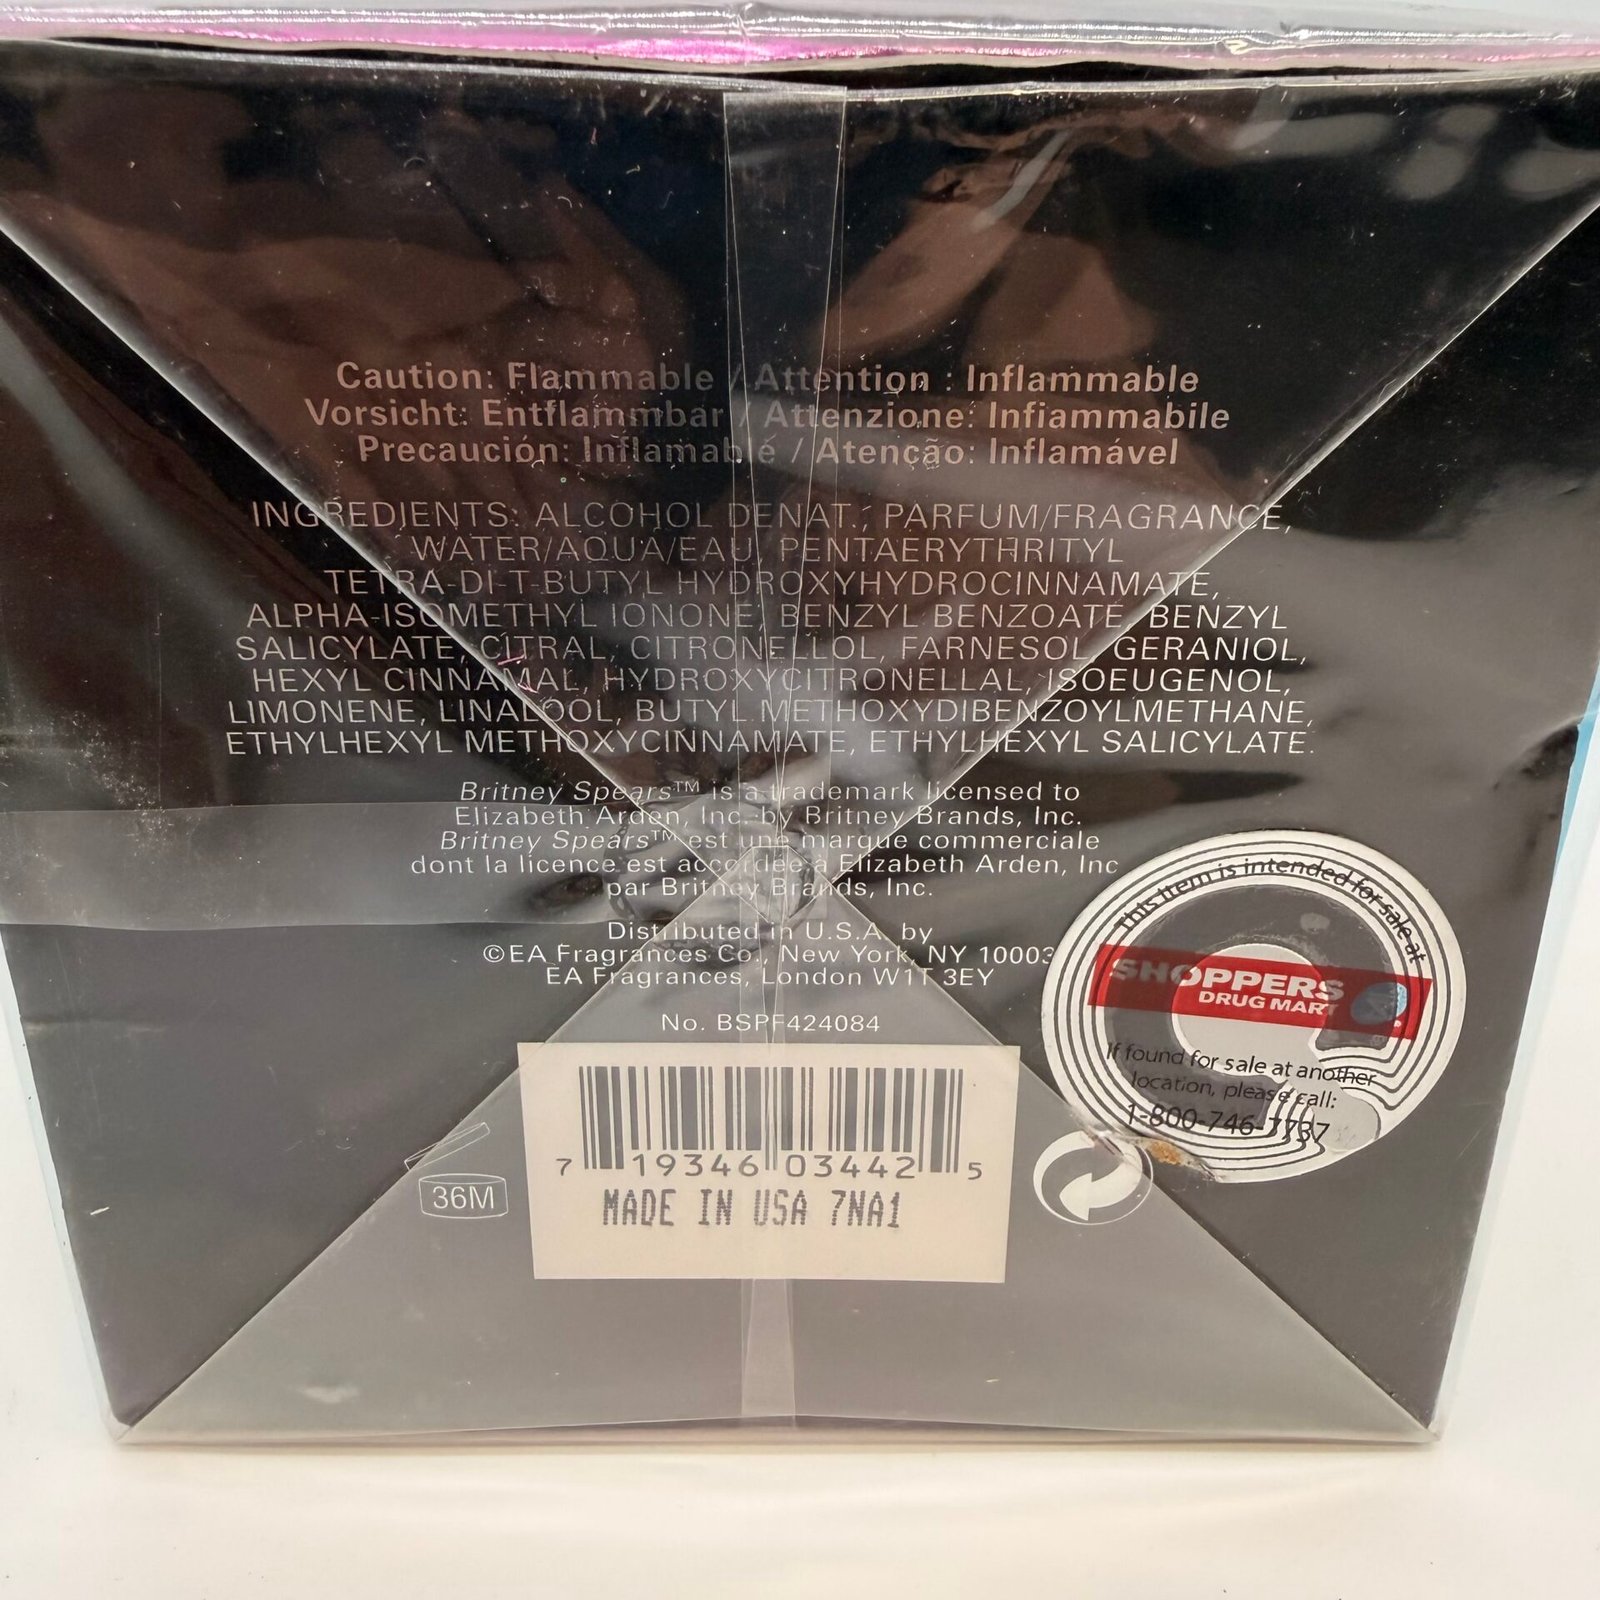 Caution: Flammable / Attention : Inflammable
Vorsicht: Entflammbar / Attenzione: Infiammabile
Precaución: Inflamable / Atencão: Inflamável
INGREDIENTS: ALCOHOL DENAT., PARFUM/FRAGRANCE,
WATER/AQUA/EAU, PENTAERYTHRITYL
TETRA-DI-T-BUTYL HYDROXYHYDROCINNAMATE,
ALPHA-ISOMETHYL IONONE, BENZYL BENZOATE, BENZYL
SALICYLATE, CITRAL, CITRONELLOL, FARNESOL, GERANIOL,
HEXYL CINNAMAL, HYDROXYCITRONELLAL, ISOEUGENOL,
LIMONENE, LINALOOL, BUTYL METHOXYDIBENZOYLMETHANE,
ETHYLHEXYL METHOXYCINNAMATE, ETHYLHEXYL SALICYLATE.
Britney Spears™ is a trademark licensed to
Elizabeth Arden, Inc. by Britney Brands, Inc.
Britney Spears™ est une marque commerciale
dont la licence est accordée à Elizabeth Arden, Inc
par Britney Brands, Inc.
Distributed in U.S.A. by
©EA Fragrances Co., New York, NY 10003
EA Fragrances, London W1T 3EY
No. BSPF424084
7 19346 03442 5
MADE IN USA 7NA1
36M
This item is intended for sale at
SHOPPERS
DRUG MART
If found for sale at another
location, please call:
1-800-746-7737